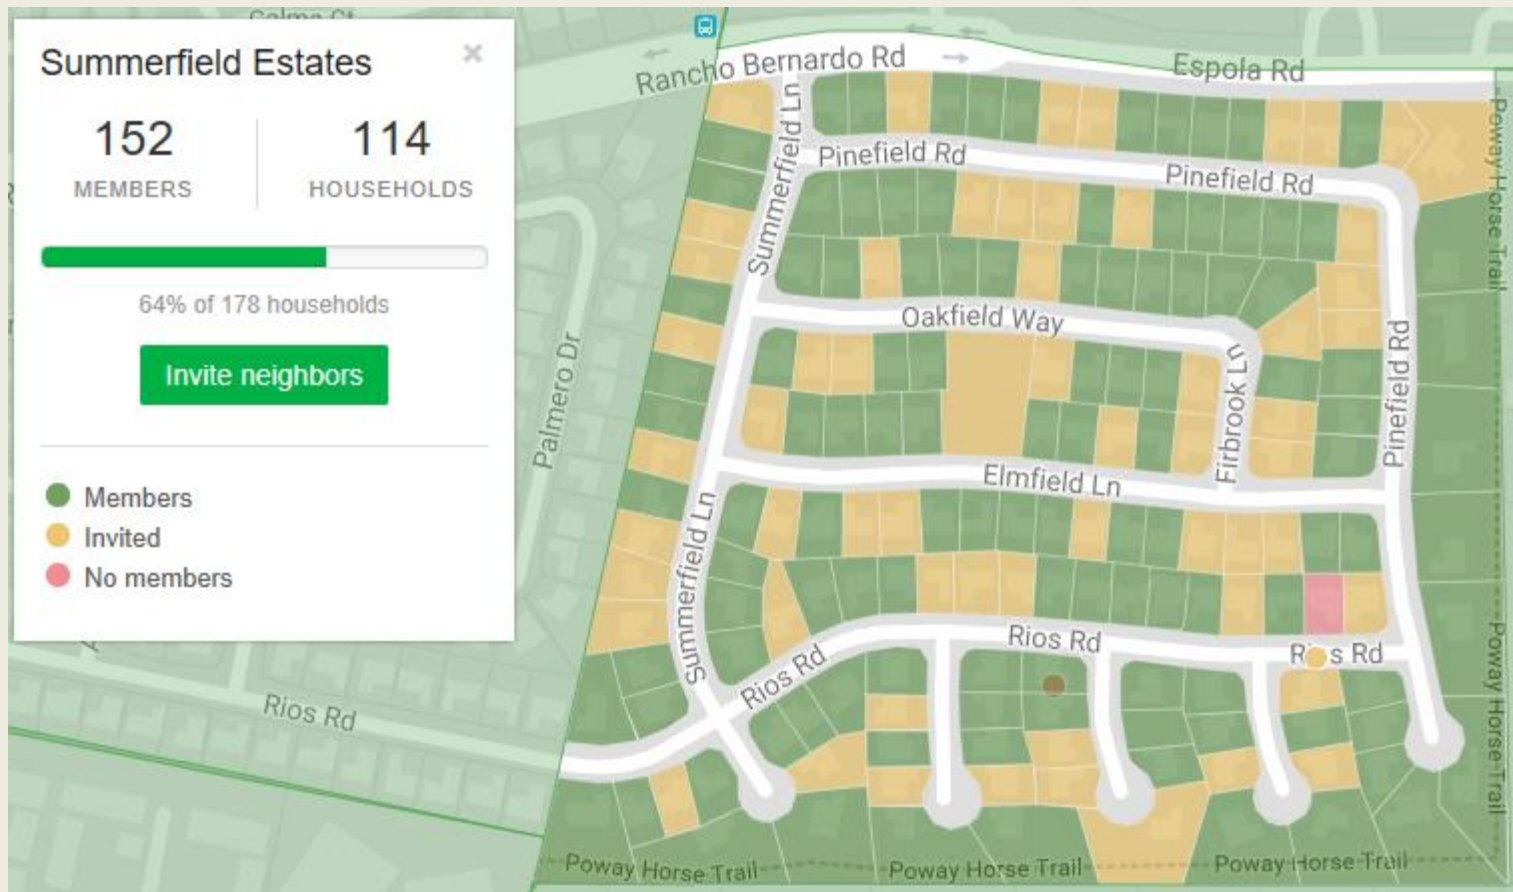 Summerfield Estates
×
152
MEMBERS
114
HOUSEHOLDS
64% of 178 households
Invite neighbors
Members
Invited
No members
Rancho Bernardo Rd
Espola Rd
Summerfield Ln
Pinefield Rd
Pinefield Rd
Poway Horse Trail
Oakfield Way
Firbrook Ln
Pinefield Rd
Palmero Dr
Elmfield Ln
Summerfield Ln
Rios Rd
Rios Rd
Rios Rd
Rios Rd
Poway Horse Trail
Poway Horse Trail
Poway Horse Trail
Poway Horse Trail